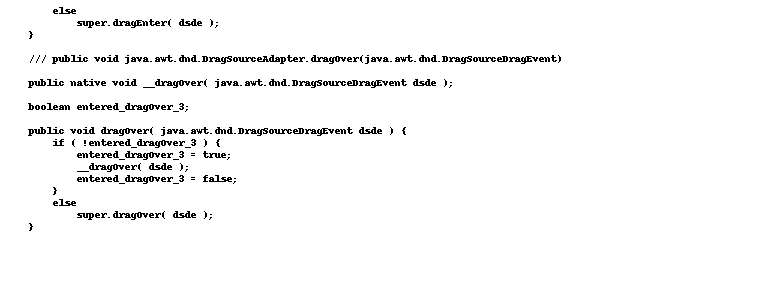 else
super.dragEnter( dsde );
}
/// public void java.awt.dnd.DragSourceAdapter.dragOver(java.awt.dnd.DragSourceDragEvent)
public native void __dragOver( java.awt.dnd.DragSourceDragEvent dsde );
boolean entered_dragOver_3;
public void dragOver( java.awt.dnd.DragSourceDragEvent dsde ) {
if ( !entered_dragOver_3 ) {
entered_dragOver_3 = true;
__dragOver( dsde );
entered_dragOver_3 = false;
}
else
super.dragOver( dsde );
}